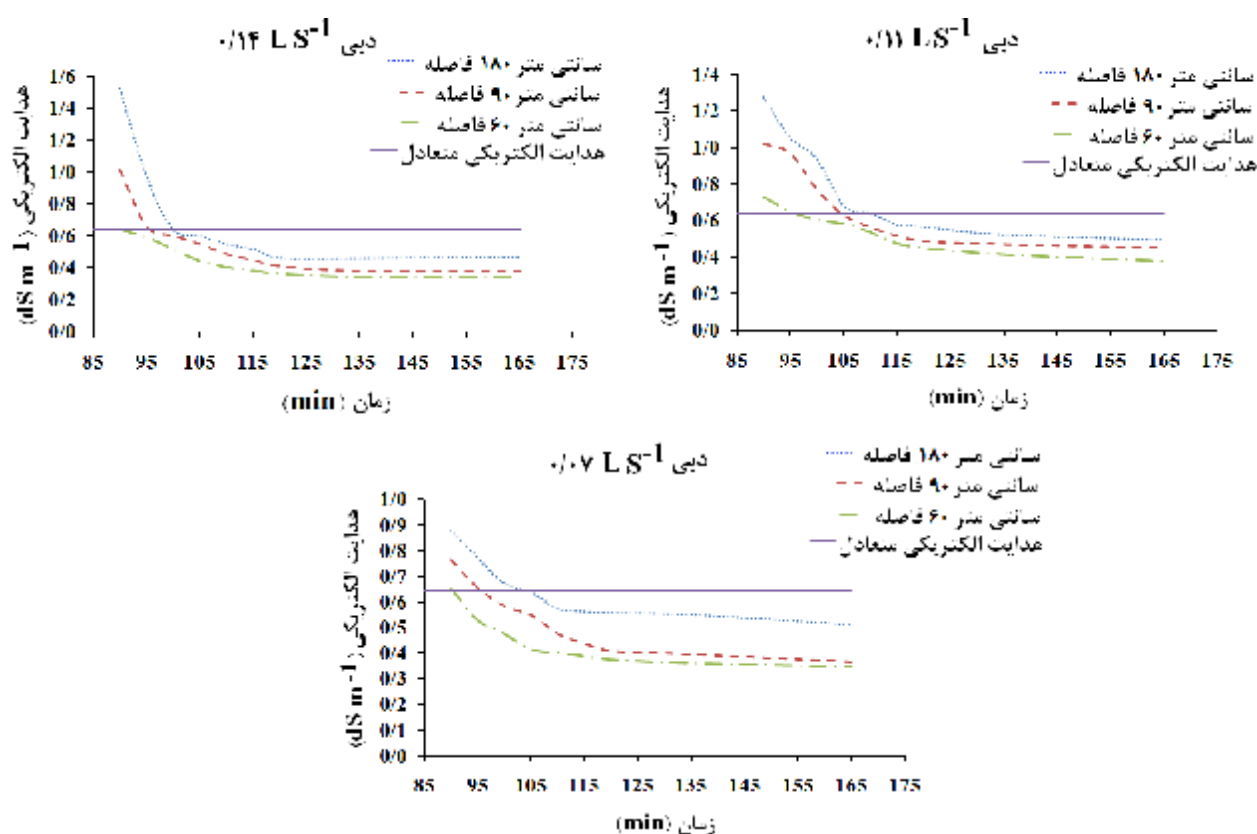 دبی ۰/۱۴ L S-1
سانتی متر ۱۸۰ فاصله
سانتی متر ۹۰ فاصله
سانتی متر ۶۰ فاصله
هدایت الکتریکی متعادل
هدایت الکتریکی (dS m-1)
1/6
1/4
1/2
1/0
0/8
0/6
0/4
0/2
0/0
85 95 105 115 125 135 145 155 165 175
زمان (min)
دبی ۰/۱۱ L S-1
سانتی متر ۱۸۰ فاصله
سانتی متر ۹۰ فاصله
سانتی متر ۶۰ فاصله
هدایت الکتریکی متعادل
هدایت الکتریکی (dS m-1)
1/4
1/2
1/0
0/8
0/6
0/4
0/2
0/0
85 95 105 115 125 135 145 155 165 175
زمان (min)
دبی ۰/۰۷ L S-1
سانتی متر ۱۸۰ فاصله
سانتی متر ۹۰ فاصله
سانتی متر ۶۰ فاصله
هدایت الکتریکی متعادل
هدایت الکتریکی (dS m-1)
1/0
0/9
0/8
0/7
0/6
0/5
0/4
0/3
0/2
0/1
0/0
85 95 105 115 125 135 145 155 165 175
زمان (min)